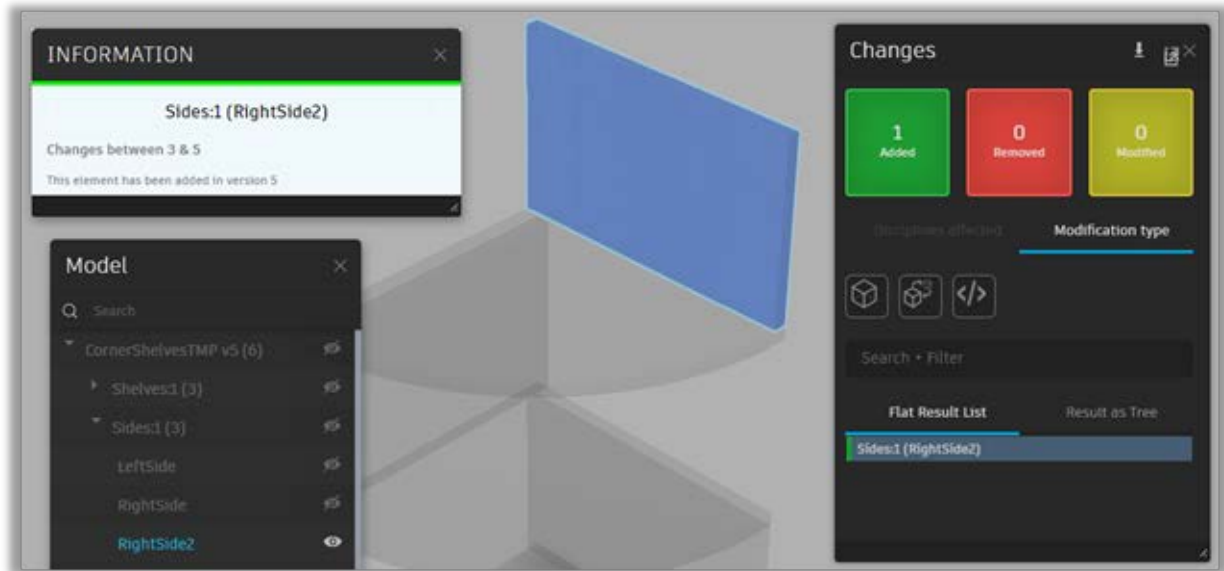 INFORMATION
Sides:1 (RightSide2)
Changes between 3 & 5
This element has been added in version 5
Model
Search
CornerShelvesTMP v5 (6)
Shelves:1 (3)
Sides:1 (3)
LeftSide
RightSide
RightSide2
Changes
1
Added
0
Removed
0
Modified
Disciplines affected
Modification type
</>
Search + Filter
Flat Result List
Result as Tree
Sides:1 (RightSide2)